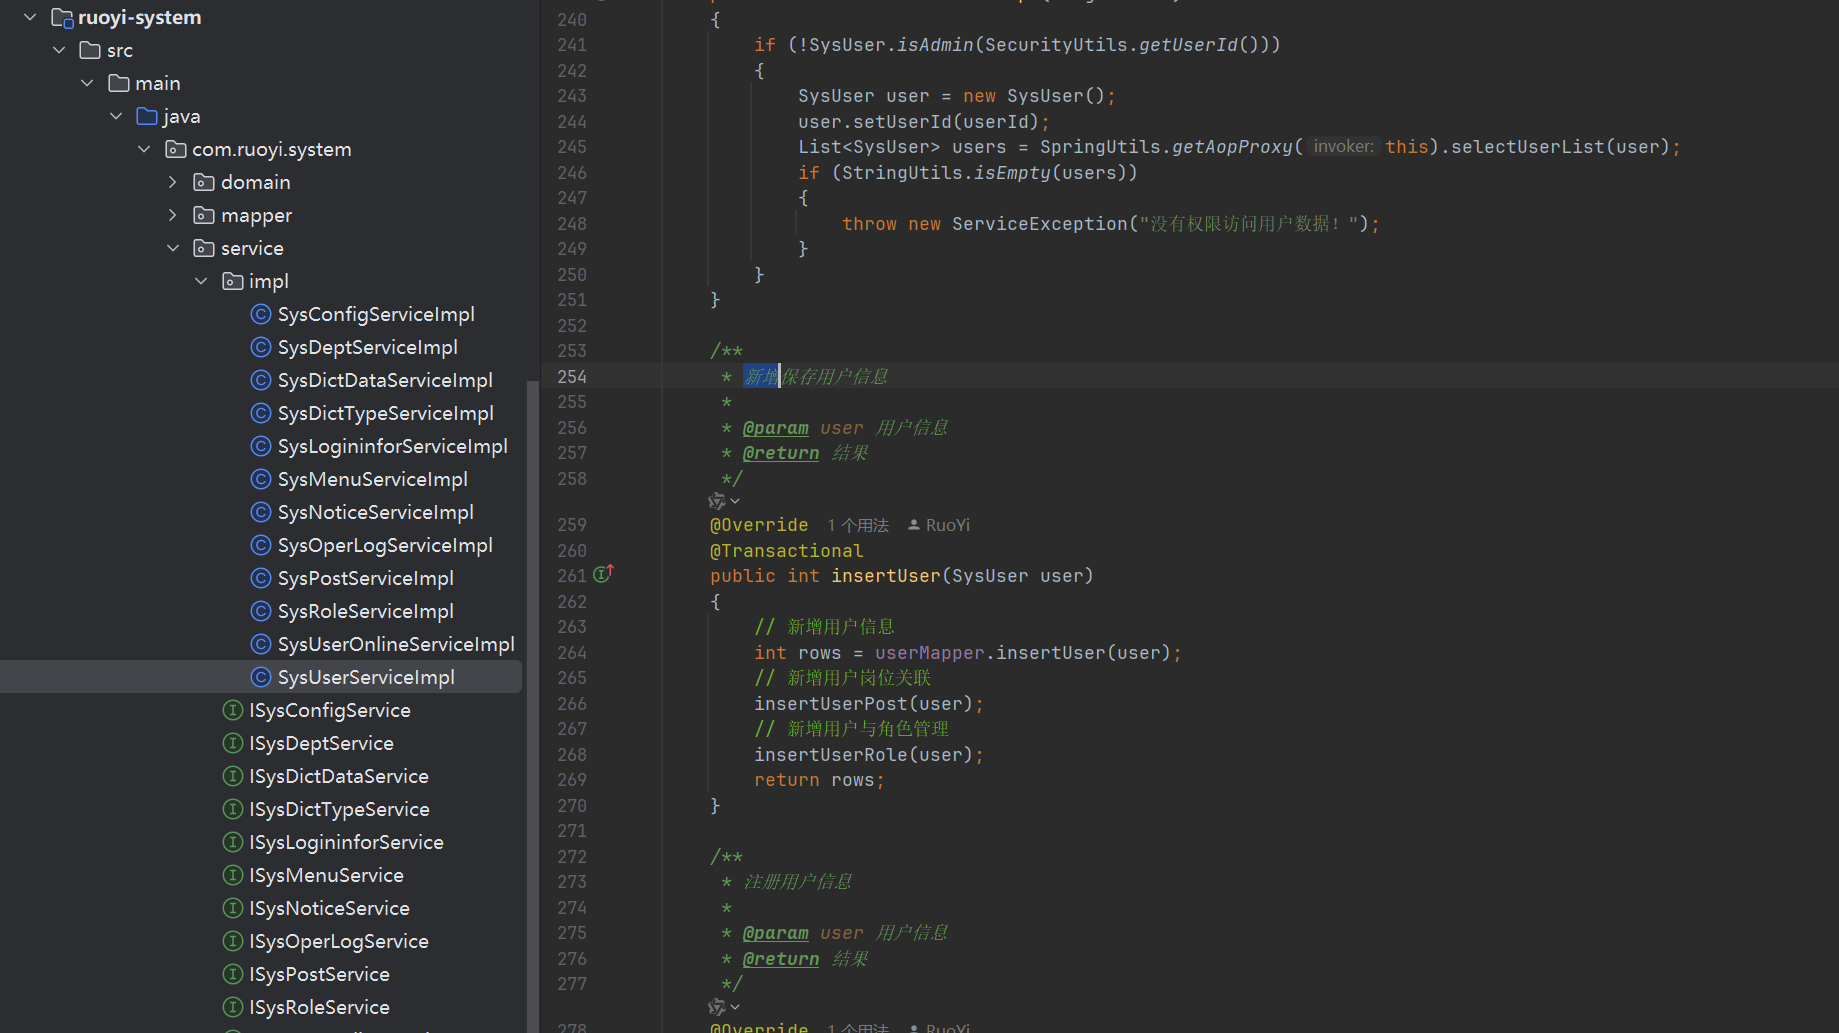 ruoyi-system
src
main
java
com.ruoyi.system
domain
mapper
service
impl
SysConfigServiceImpl
SysDeptServiceImpl
SysDictDataServiceImpl
SysDictTypeServiceImpl
SysLogininforServiceImpl
SysMenuServiceImpl
SysNoticeServiceImpl
SysOperLogServiceImpl
SysPostServiceImpl
SysRoleServiceImpl
SysUserOnlineServiceImpl
SysUserServiceImpl
ISysConfigService
ISysDeptService
ISysDictDataService
ISysDictTypeService
ISysLogininforService
ISysMenuService
ISysNoticeService
ISysOperLogService
ISysPostService
ISysRoleService
240 {
241 if (!SysUser.isAdmin(SecurityUtils.getUserId()))
242 {
243 SysUser user = new SysUser();
244 user.setUserId(userId);
245 List<SysUser> users = SpringUtils.getAopProxy( invoker: this).selectUserList(user);
246 if (StringUtils.isEmpty(users))
247 {
248 throw new ServiceException("没有权限访问用户数据！");
249 }
250 }
251 }
252
253 /**
254 * 新增保存用户信息
255 *
256 * @param user 用户信息
257 * @return 结果
258 */
259 @Override 1 个用法 RuoYi
260 @Transactional
261 public int insertUser(SysUser user)
262 {
263 // 新增用户信息
264 int rows = userMapper.insertUser(user);
265 // 新增用户岗位关联
266 insertUserPost(user);
267 // 新增用户与角色管理
268 insertUserRole(user);
269 return rows;
270 }
271
272 /**
273 * 注册用户信息
274 *
275 * @param user 用户信息
276 * @return 结果
277 */
278 @Override 1 个用法 RuoYi